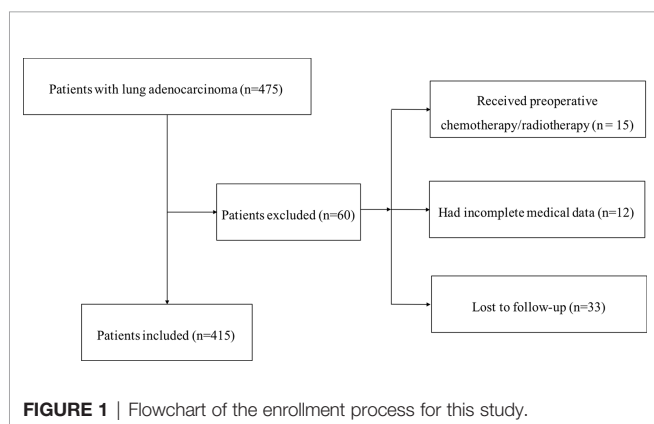 Patients with lung adenocarcinoma (n=475)
Received preoperative
chemotherapy/radiotherapy (n = 15)
Patients excluded (n=60)
Had incomplete medical data (n=12)
Lost to follow-up (n=33)
Patients included (n=415)
FIGURE 1 | Flowchart of the enrollment process for this study.